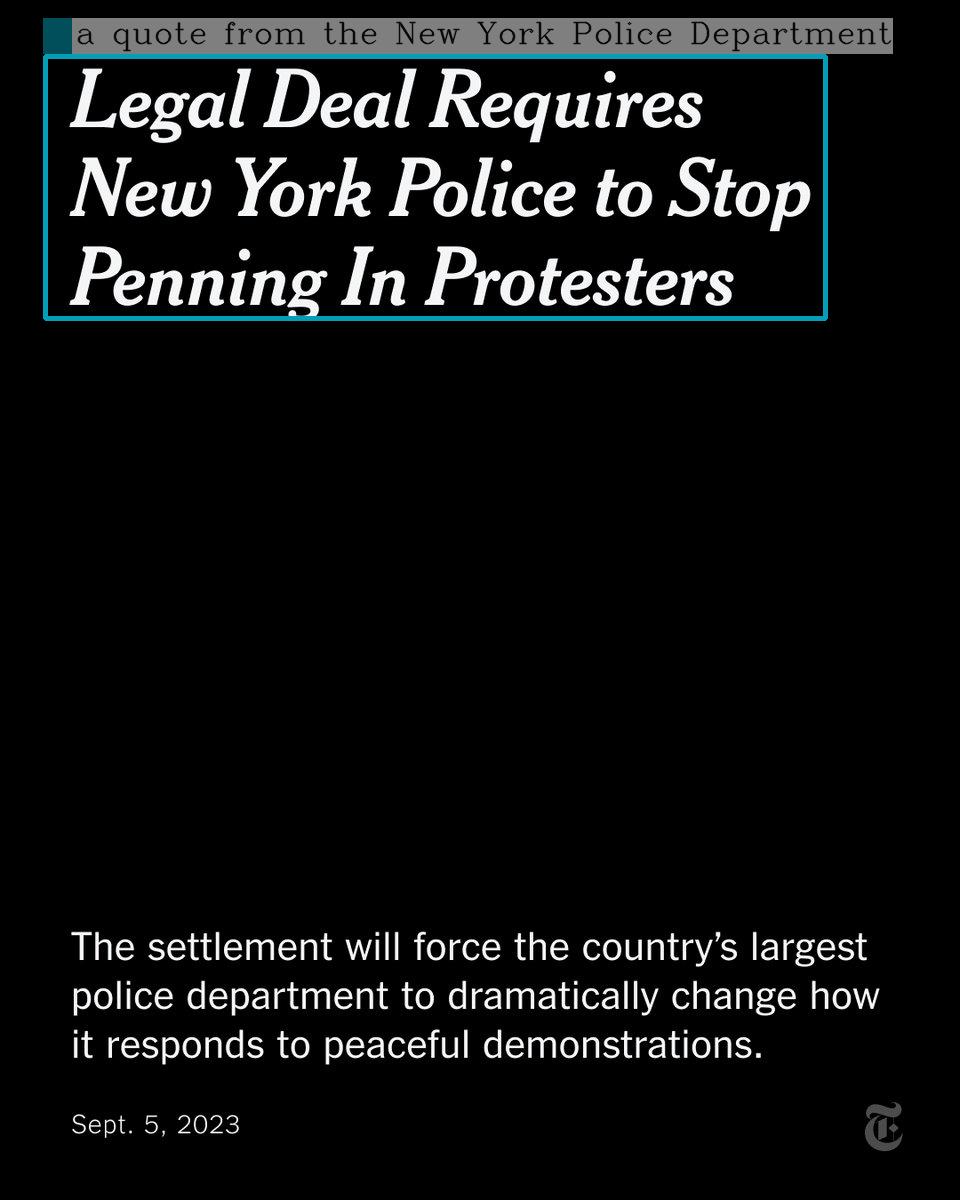 a quote from the New York Police Department
Legal Deal Requires
New York Police to Stop
Penning In Protesters
The settlement will force the country’s largest
police department to dramatically change how
it responds to peaceful demonstrations.
Sept. 5, 2023
T